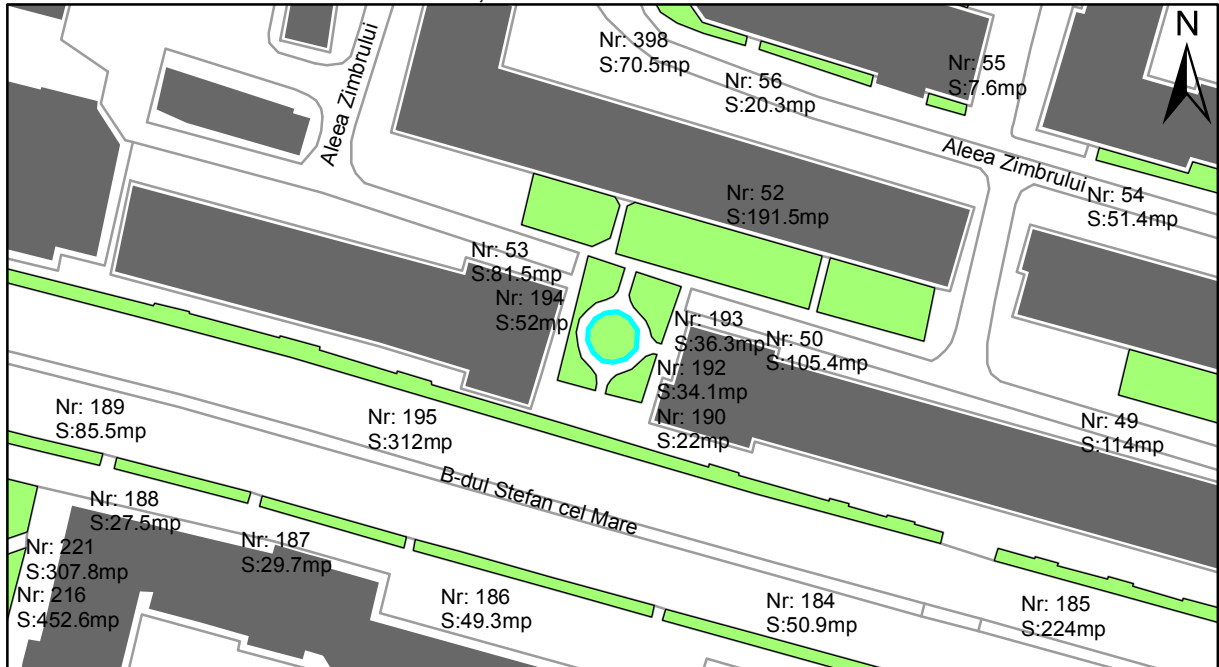 N
Nr: 398
S:70.5mp
Nr: 56
S:20.3mp
Nr: 55
S:7.6mp
Aleea Zimbrului
Aleea Zimbrului
Nr: 52
S:191.5mp
Nr: 54
S:51.4mp
Nr: 53
S:81.5mp
Nr: 194
S:52mp
Nr: 193
S:36.3mp
Nr: 50
S:105.4mp
Nr: 192
S:34.1mp
Nr: 190
S:22mp
Nr: 189
S:85.5mp
Nr: 195
S:312mp
Nr: 49
S:114mp
B-dul Stefan cel Mare
Nr: 188
S:27.5mp
Nr: 187
S:29.7mp
Nr: 221
S:307.8mp
Nr: 216
S:452.6mp
Nr: 186
S:49.3mp
Nr: 184
S:50.9mp
Nr: 185
S:224mp